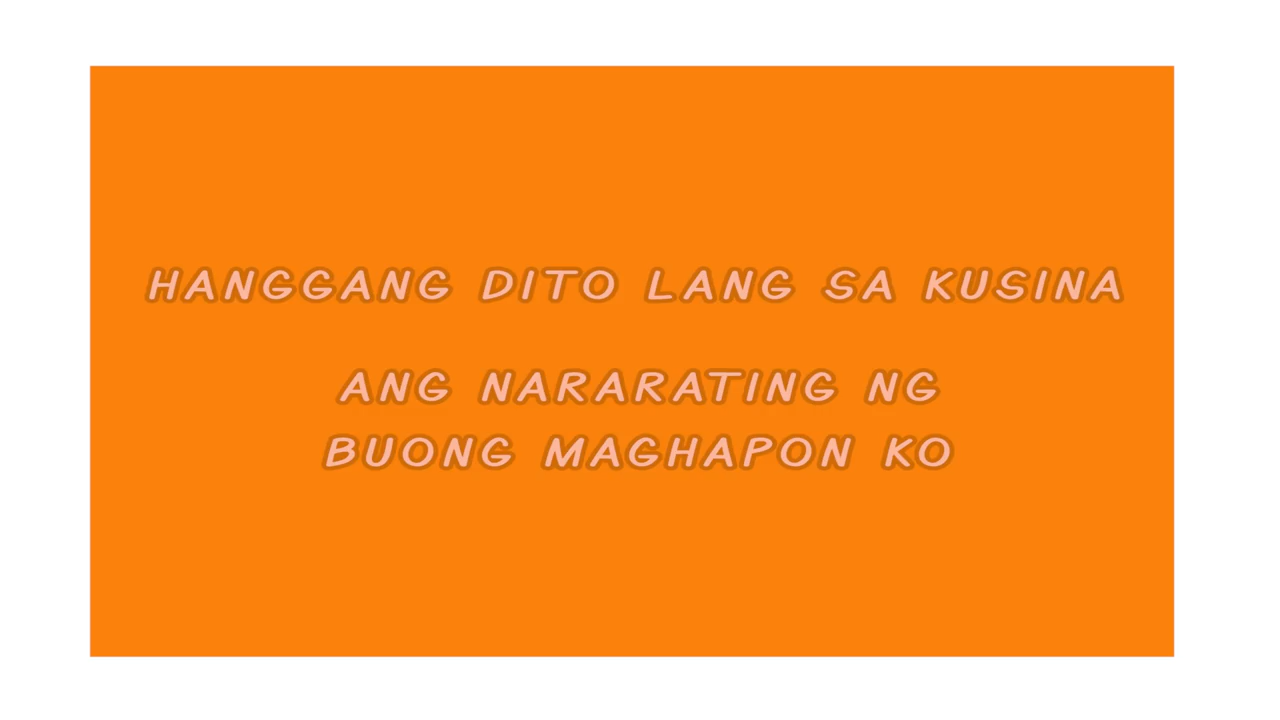 HANGGANG DITO LANG SA KUSINA
ANG NARARATING NG
BUONG MAGHAPON KO